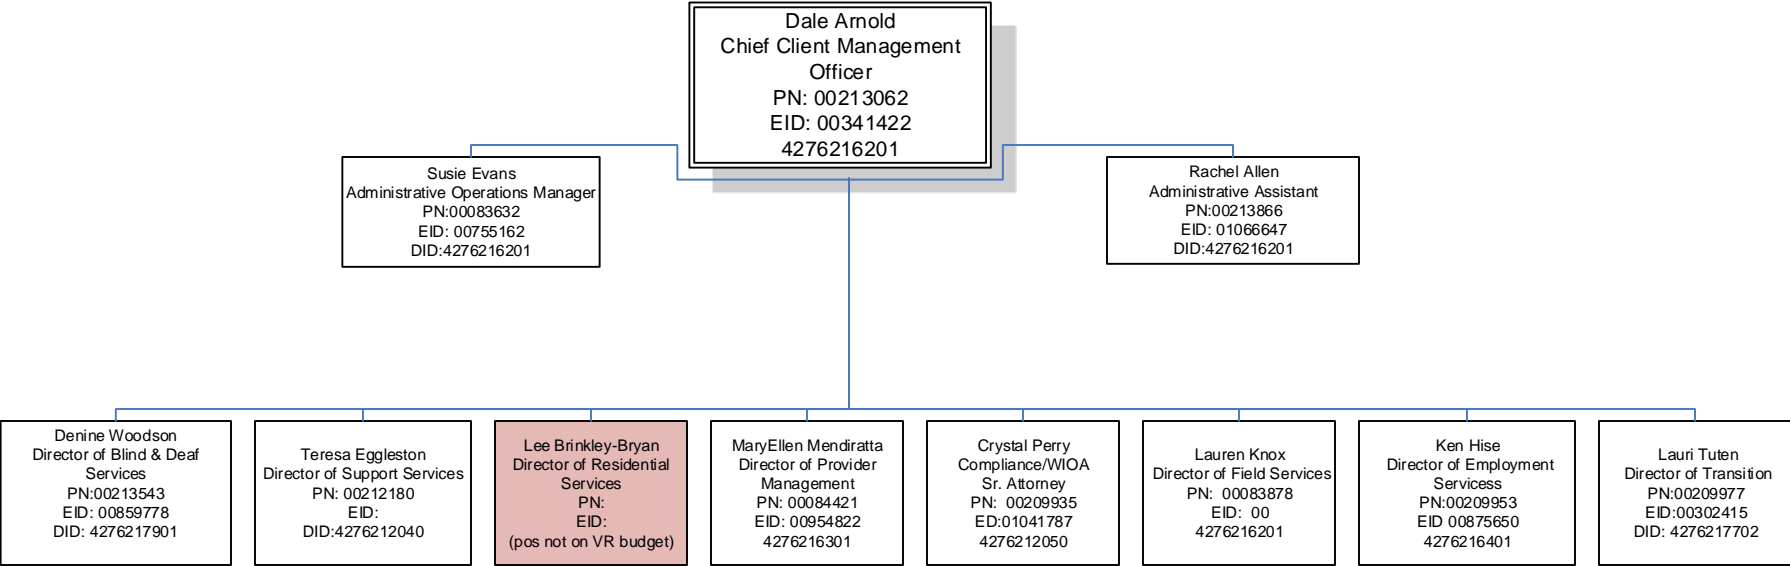 Dale Arnold
Chief Client Management
Officer
PN: 00213062
EID: 00341422
4276216201
Susie Evans
Administrative Operations Manager
PN:00083632
EID: 00755162
DID:4276216201
Rachel Allen
Administrative Assistant
PN:00213866
EID: 01066647
DID:4276216201
Denine Woodson
Director of Blind & Deaf
Services
PN:00213543
EID: 00859778
DID: 4276217901
Teresa Eggleston
Director of Support Services
PN: 00212180
EID:
DID:4276212040
Lee Brinkley-Bryan
Director of Residential
Services
PN:
EID:
(pos not on VR budget)
MaryEllen Mendiratta
Director of Provider
Management
PN: 00084421
EID: 00954822
4276216301
Crystal Perry
Compliance/WIOA
Sr. Attorney
PN: 00209935
ED:01041787
4276212050
Lauren Knox
Director of Field Services
PN: 00083878
EID: 00
4276216201
Ken Hise
Director of Employment
Servicess
PN:00209953
EID 00875650
4276216401
Lauri Tuten
Director of Transition
PN:00209977
EID:00302415
DID: 4276217702